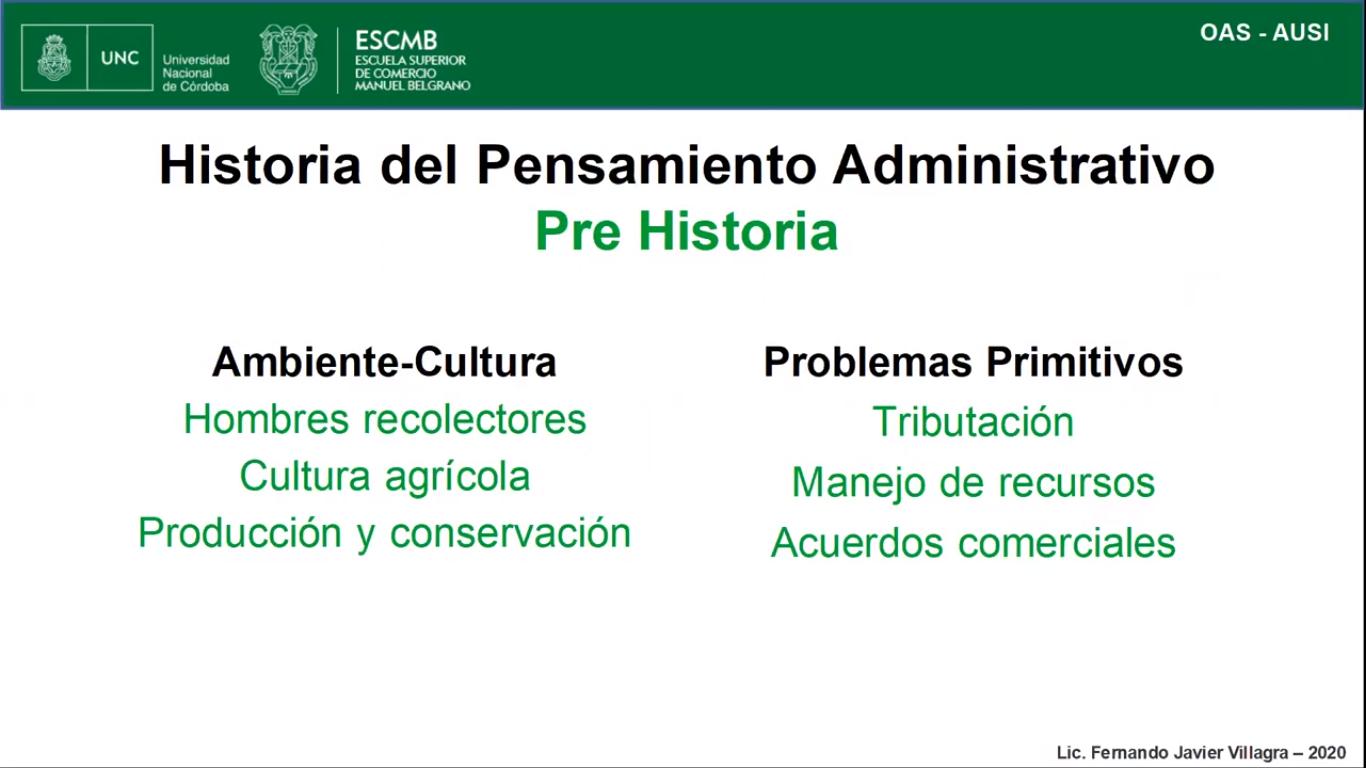 UNC
Universidad
Nacional
de Córdoba
ESCMB
ESCUELA SUPERIOR
DE COMERCIO
MANUEL BELGRANO
OAS - AUSI
Historia del Pensamiento Administrativo
Pre Historia
Ambiente-Cultura
Hombres recolectores
Cultura agrícola
Producción y conservación
Problemas Primitivos
Tributación
Manejo de recursos
Acuerdos comerciales
Lic. Fernando Javier Villagra – 2020